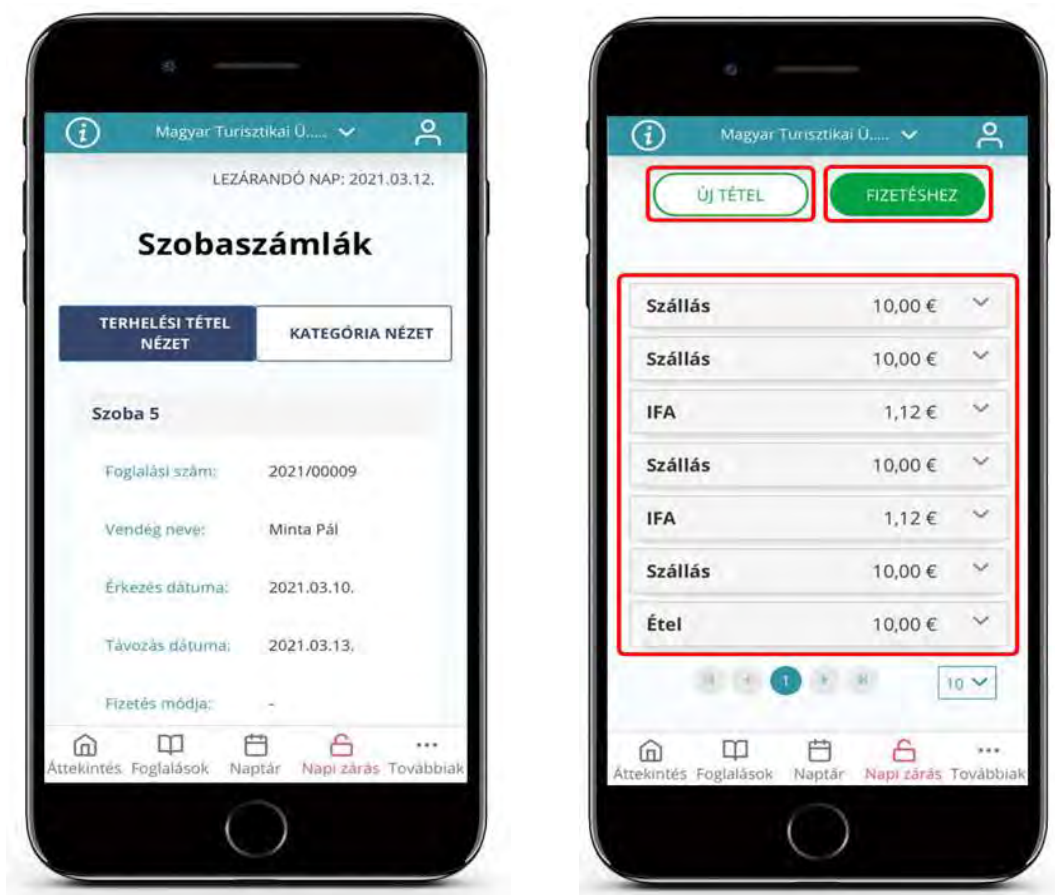 Magyar Turisztikai Ü.....
LEZÁRANDÓ NAP: 2021.03.12.
Szobaszámlák
TERHELÉSI TÉTEL
NÉZET
KATEGÓRIA NÉZET
Szoba 5
Foglalási szám: 2021/00009
Vendég neve: Minta Pál
Érkezés dátuma: 2021.03.10.
Távozás dátuma: 2021.03.13.
Fizetés módja: -
Áttekintés Foglalások Naptár Napi zárás Továbbiak
Magyar Turisztikai Ü.....
ÚJ TÉTEL FIZETÉSHEZ
Szállás 10,00 €
Szállás 10,00 €
IFA 1,12 €
Szállás 10,00 €
IFA 1,12 €
Szállás 10,00 €
Étel 10,00 €
1 10
Áttekintés Foglalások Naptár Napi zárás Továbbiak